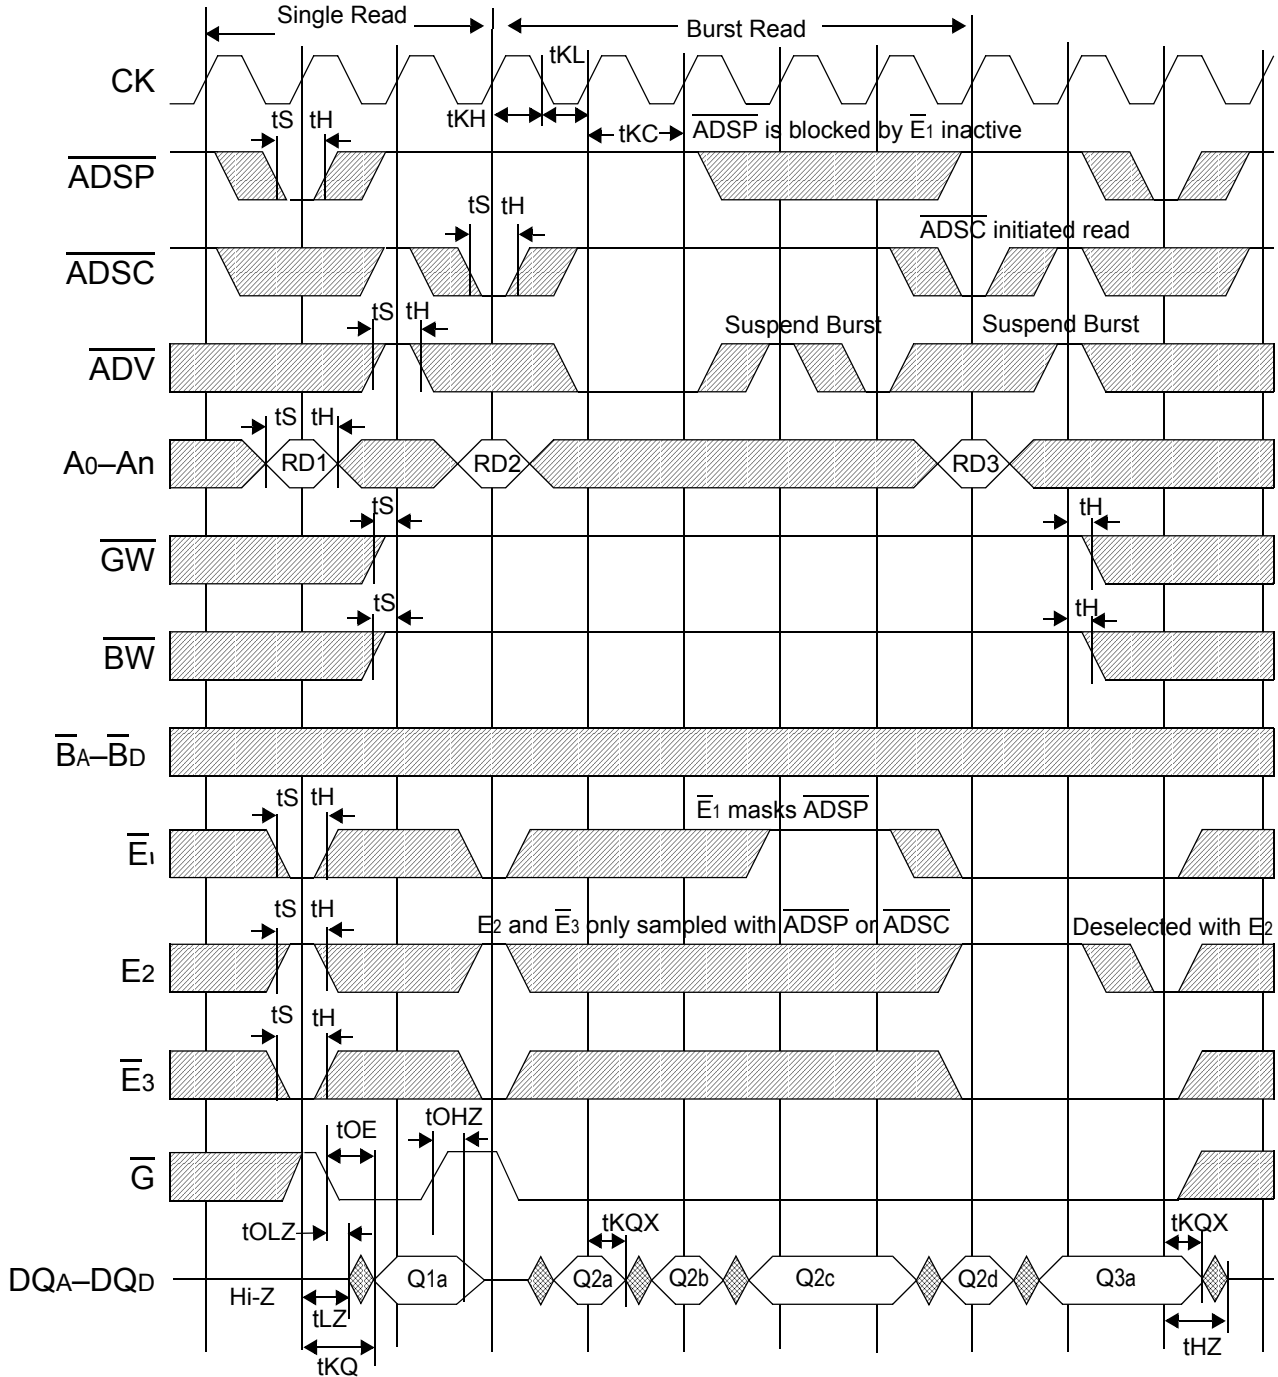 Single Read
Burst Read
CK
tKL
tKH
tKC
ADSP is blocked by E1 inactive
tS tH
ADSP
tS tH
ADSC initiated read
ADSC
tS tH
Suspend Burst
Suspend Burst
ADV
tS tH
A0–An
RD1
RD2
RD3
tS
tH
GW
tS
tH
BW
BA–BD
tS tH
E1 masks ADSP
E1
tS tH
E2 and E3 only sampled with ADSP or ADSC
Deselected with E2
E2
tS tH
E3
tOE
tOHZ
G
tOLZ
tKQX
tKQX
DQA–DQD
Q1a
Q2a
Q2b
Q2c
Q2d
Q3a
Hi-Z
tLZ
tHZ
tKQ